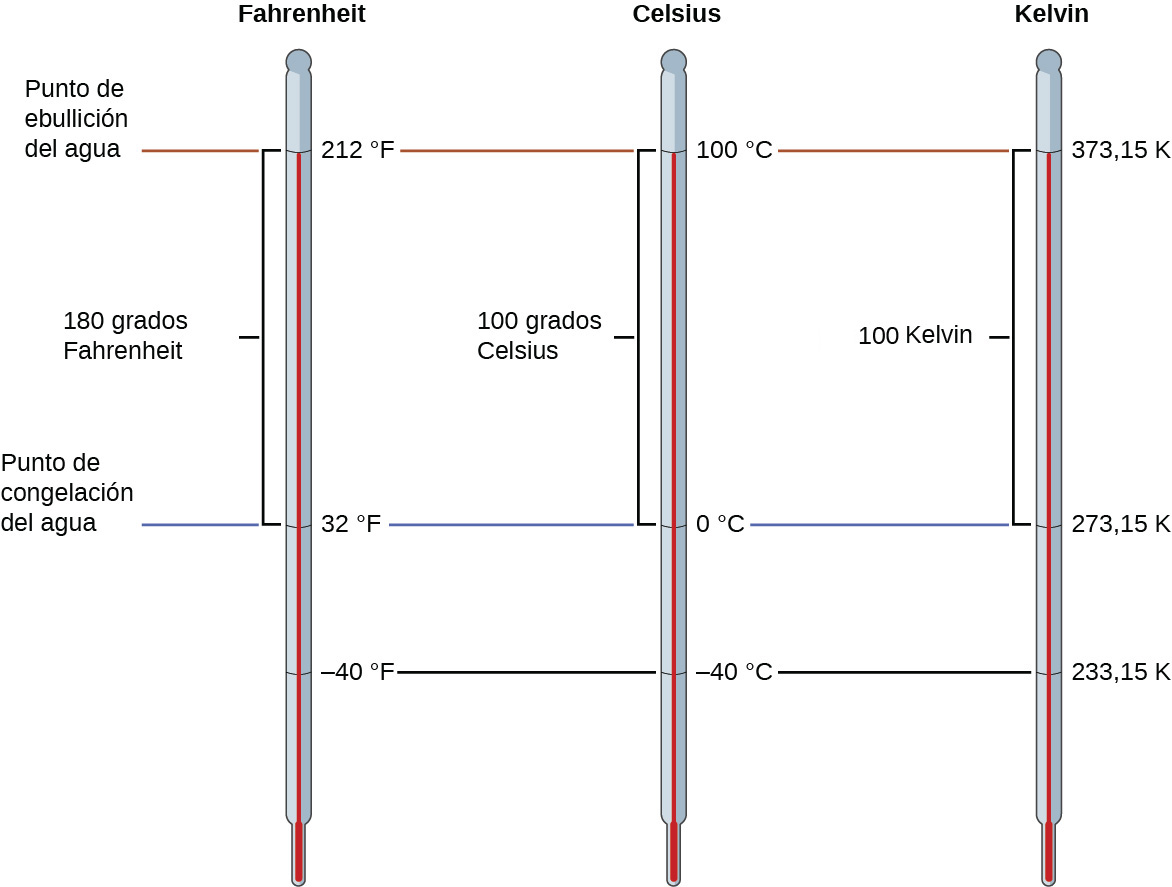 Fahrenheit
Celsius
Kelvin
Punto de
ebullición
del agua
212 °F
100 °C
373,15 K
180 grados
Fahrenheit
100 grados
Celsius
100 Kelvin
Punto de
congelación
del agua
32 °F
0 °C
273,15 K
–40 °F
–40 °C
233,15 K